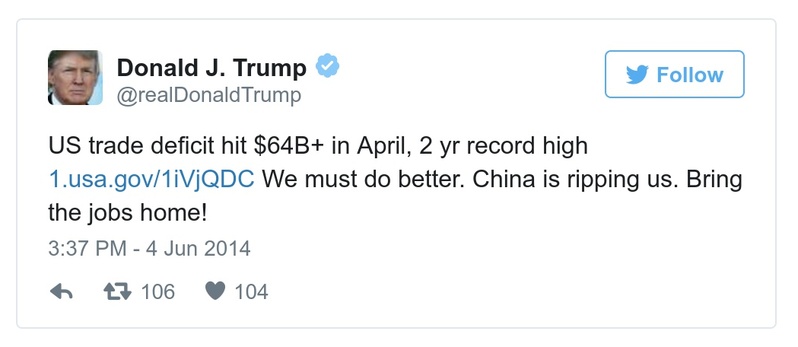 Donald J. Trump
@realDonaldTrump
Follow
US trade deficit hit $64B+ in April, 2 yr record high
1.usa.gov/1iVjQDC We must do better. China is ripping us. Bring
the jobs home!
3:37 PM - 4 Jun 2014
106 104